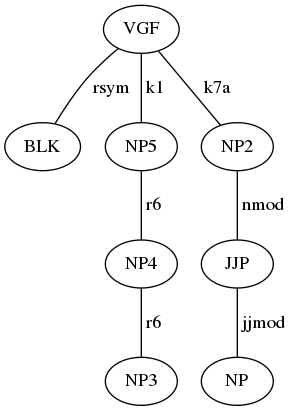 VGF
rsym k1 k7a
BLK NP5 NP2
r6 nmod
NP4 JJP
r6 jjmod
NP3 NP